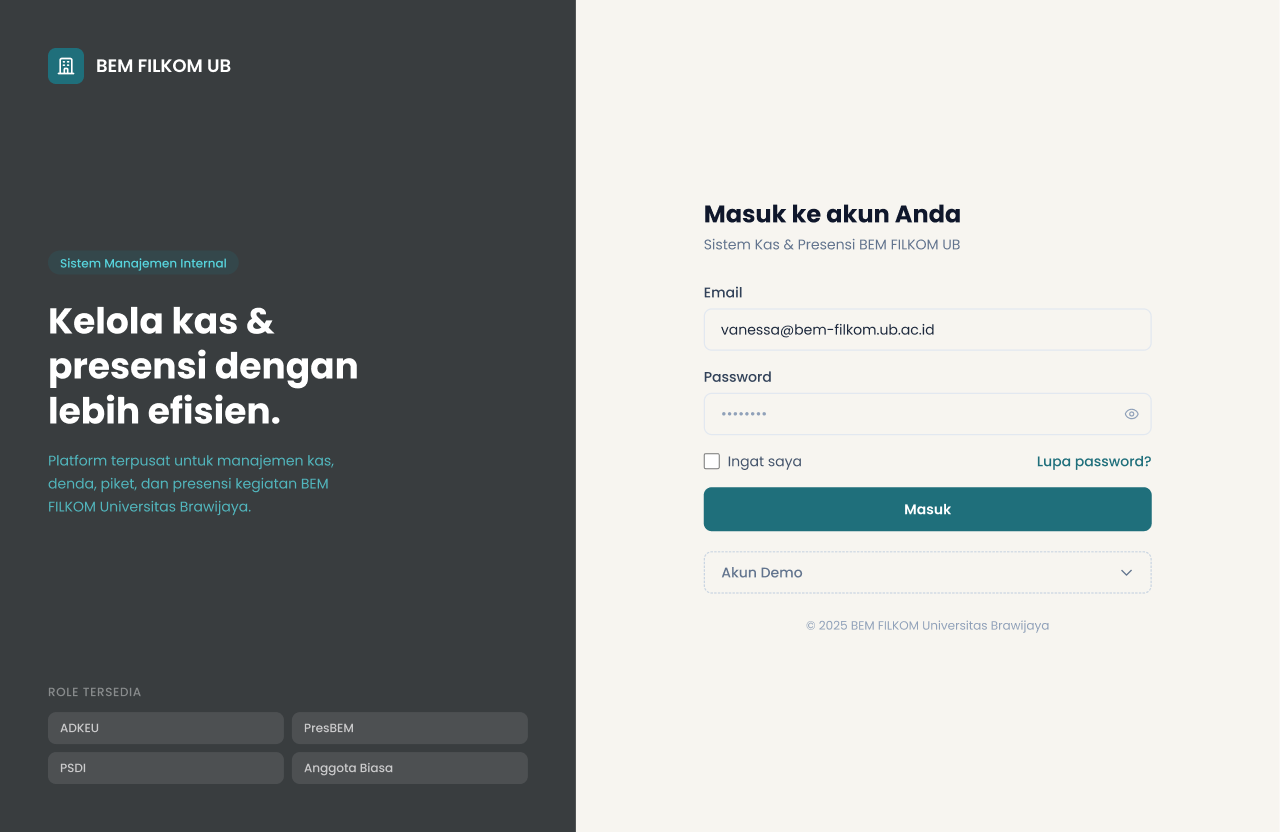 BEM FILKOM UB
Sistem Manajemen Internal
Kelola kas &
presensi dengan
lebih efisien.
Platform terpusat untuk manajemen kas,
denda, piket, dan presensi kegiatan BEM
FILKOM Universitas Brawijaya.
ROLE TERSEDIA
ADKEU
PresBEM
PSDI
Anggota Biasa
Masuk ke akun Anda
Sistem Kas & Presensi BEM FILKOM UB
Email
vanessa@bem-filkom.ub.ac.id
Password
••••••••
Ingat saya
Lupa password?
Masuk
Akun Demo
© 2025 BEM FILKOM Universitas Brawijaya